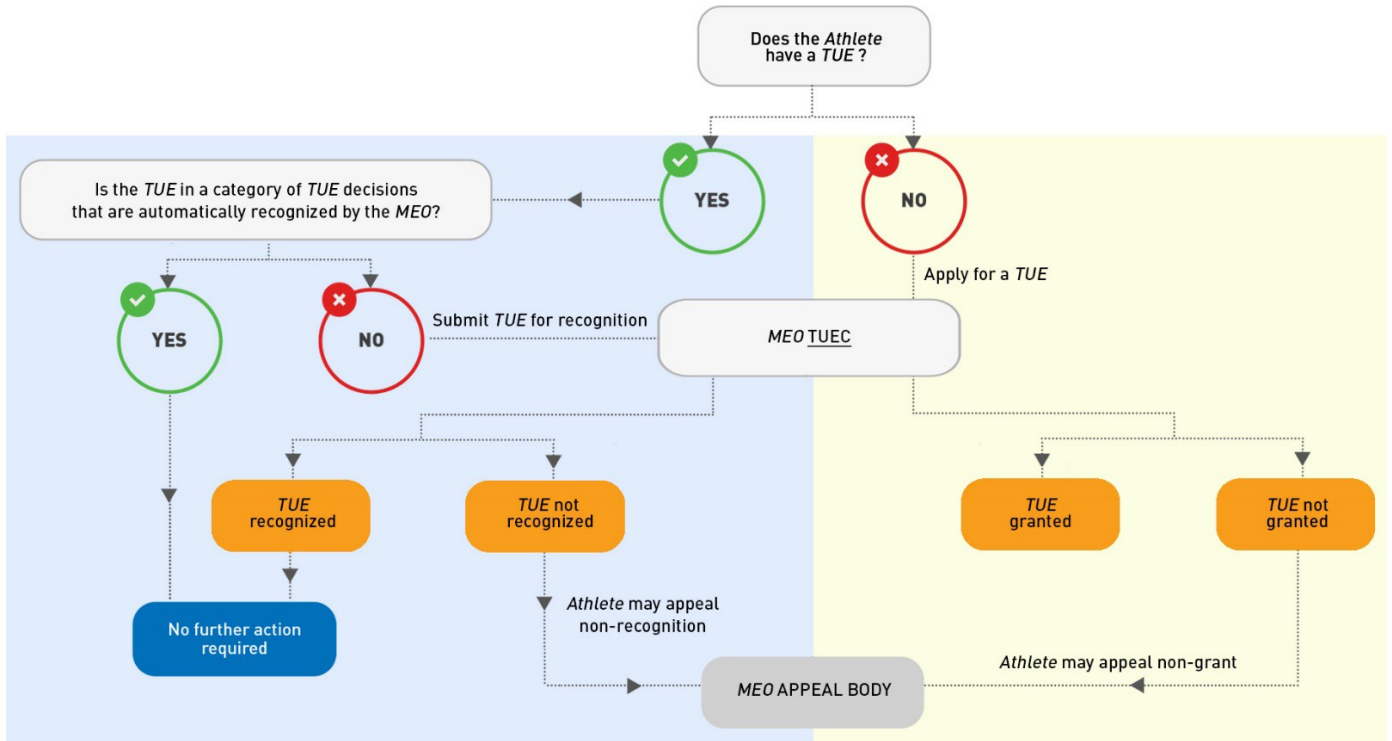 Does the Athlete
have a TUE ?
YES
NO
Is the TUE in a category of TUE decisions
that are automatically recognized by the MEO?
YES
NO
Submit TUE for recognition
Apply for a TUE
MEO TUEC
TUE
recognized
TUE not
recognized
TUE
granted
TUE not
granted
No further action
required
Athlete may appeal
non-recognition
Athlete may appeal non-grant
MEO APPEAL BODY